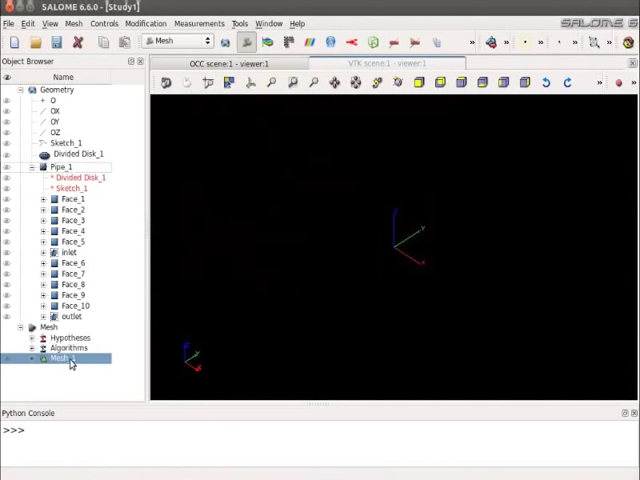 SALOME 6.6.0 - [Study1]
File Edit View Mesh Controls Modification Measurements Tools Window Help
SALOME 6
Mesh
Object Browser
OCC scene:1 - viewer:1
VTK scene:1 - viewer:1
Name
Geometry
O
OX
OY
OZ
Sketch_1
Divided Disk_1
Pipe_1
* Divided Disk_1
* Sketch_1
Face_1
Face_2
Face_3
Face_4
Face_5
inlet
Face_6
Face_7
Face_8
Face_9
Face_10
outlet
Mesh
Hypotheses
Algorithms
Mesh_1
Z
Y
X
Z
Y
X
Python Console
>>>